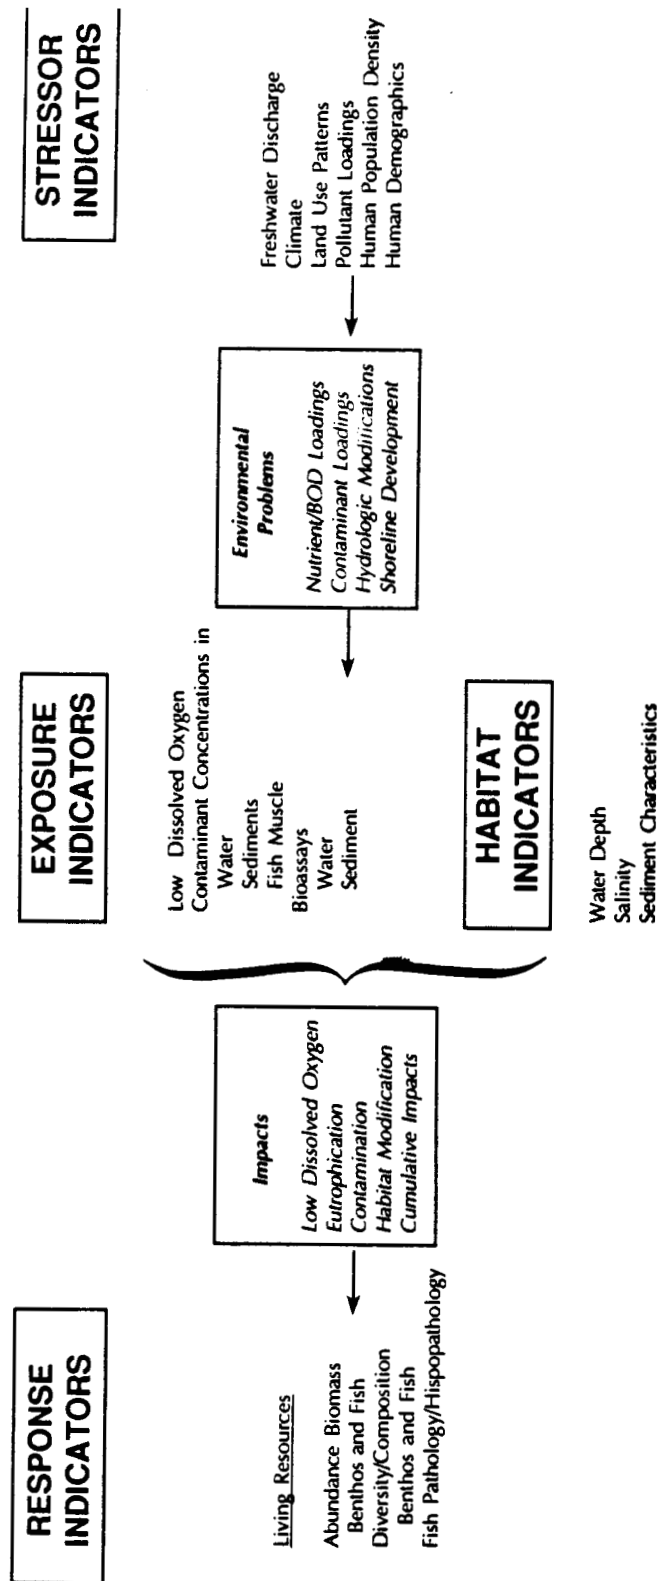 RESPONSE
INDICATORS
Living Resources
Abundance Biomass
Benthos and Fish
Diversity/Composition
Benthos and Fish
Fish Pathology/Hispopathology
Impacts
Low Dissolved Oxygen
Eutrophication
Contamination
Habitat Modification
Cumulative Impacts
EXPOSURE
INDICATORS
Low Dissolved Oxygen
Contaminant Concentrations in
Water
Sediments
Fish Muscle
Bioassays
Water
Sediment
HABITAT
INDICATORS
Water Depth
Salinity
Sediment Characteristics
Environmental
Problems
Nutrient/BOD Loadings
Contaminant Loadings
Hydrologic Modifications
Shoreline Development
STRESSOR
INDICATORS
Freshwater Discharge
Climate
Land Use Patterns
Pollutant Loadings
Human Population Density
Human Demographics